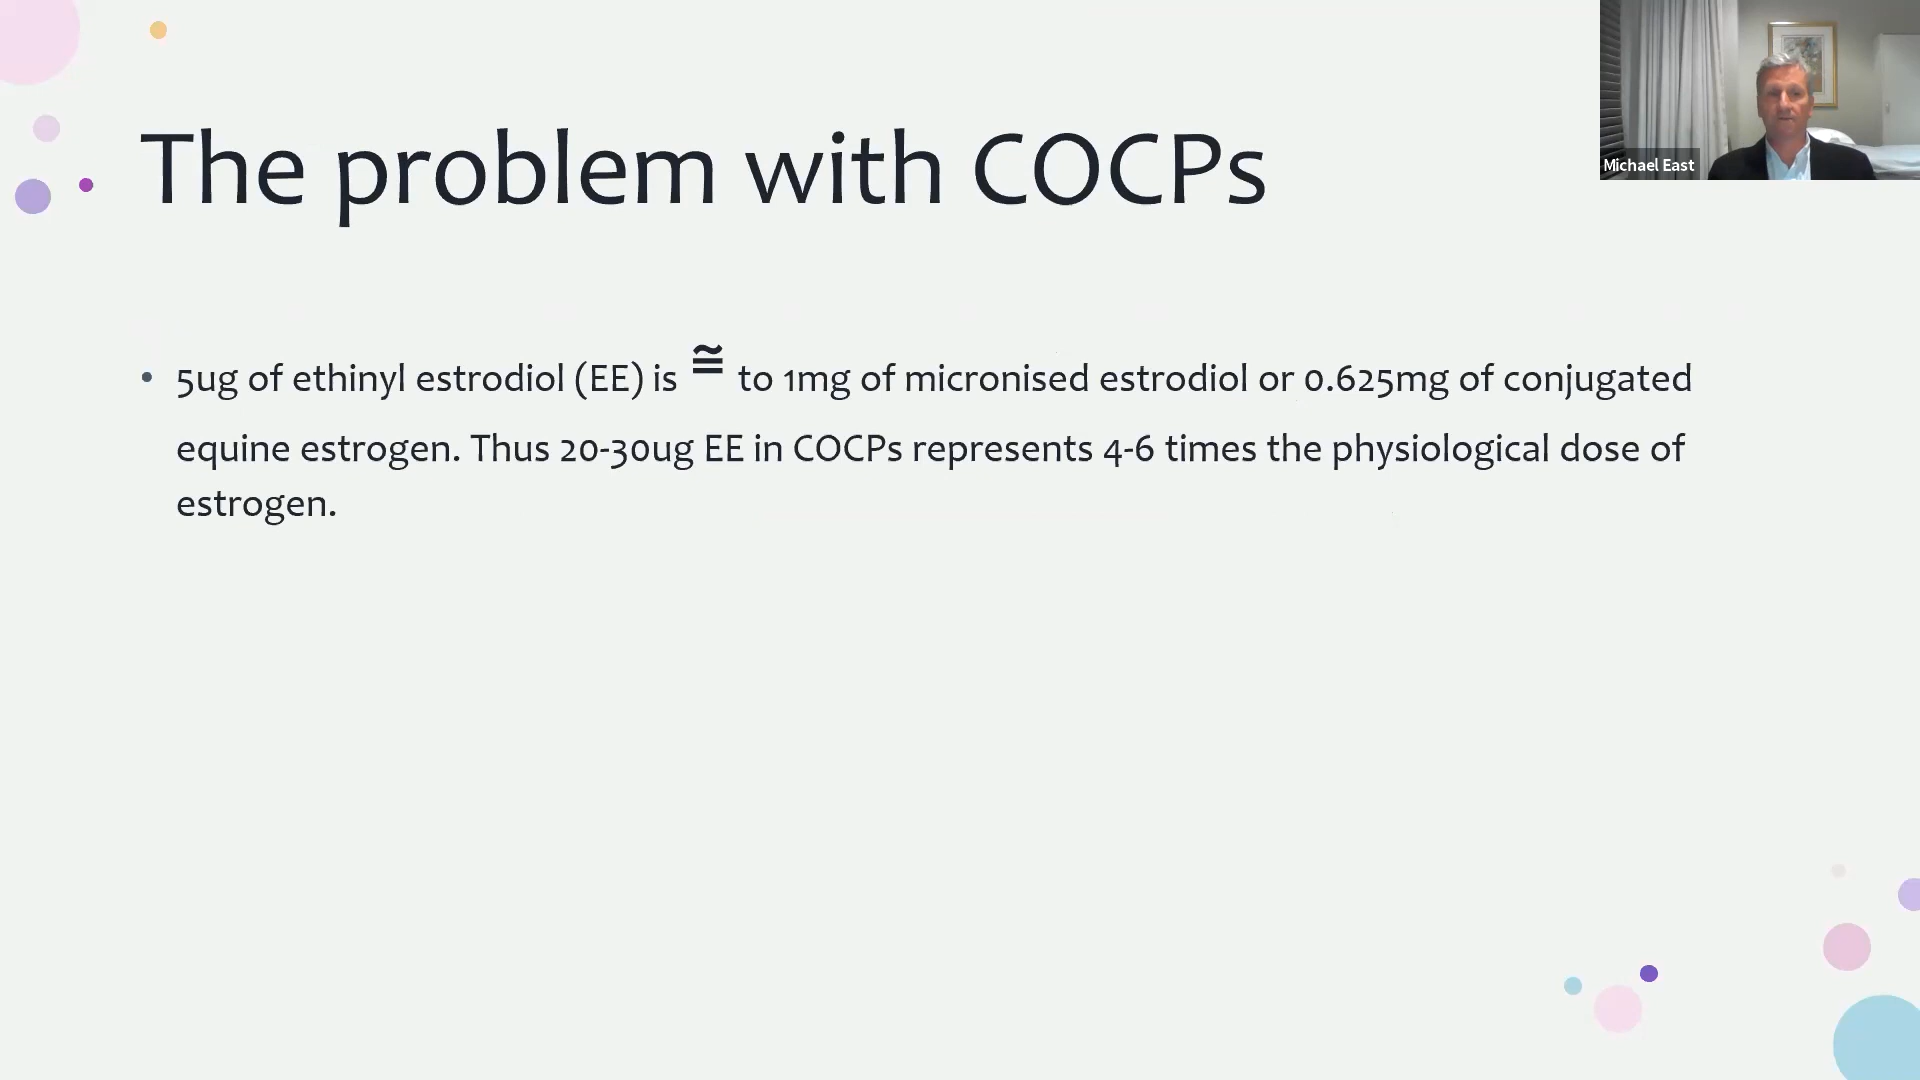 The problem with COCPs
Michael East
• 5ug of ethinyl estrodiol (EE) is ≅ to 1mg of micronised estrodiol or 0.625mg of conjugated
equine estrogen. Thus 20-30ug EE in COCPs represents 4-6 times the physiological dose of
estrogen.